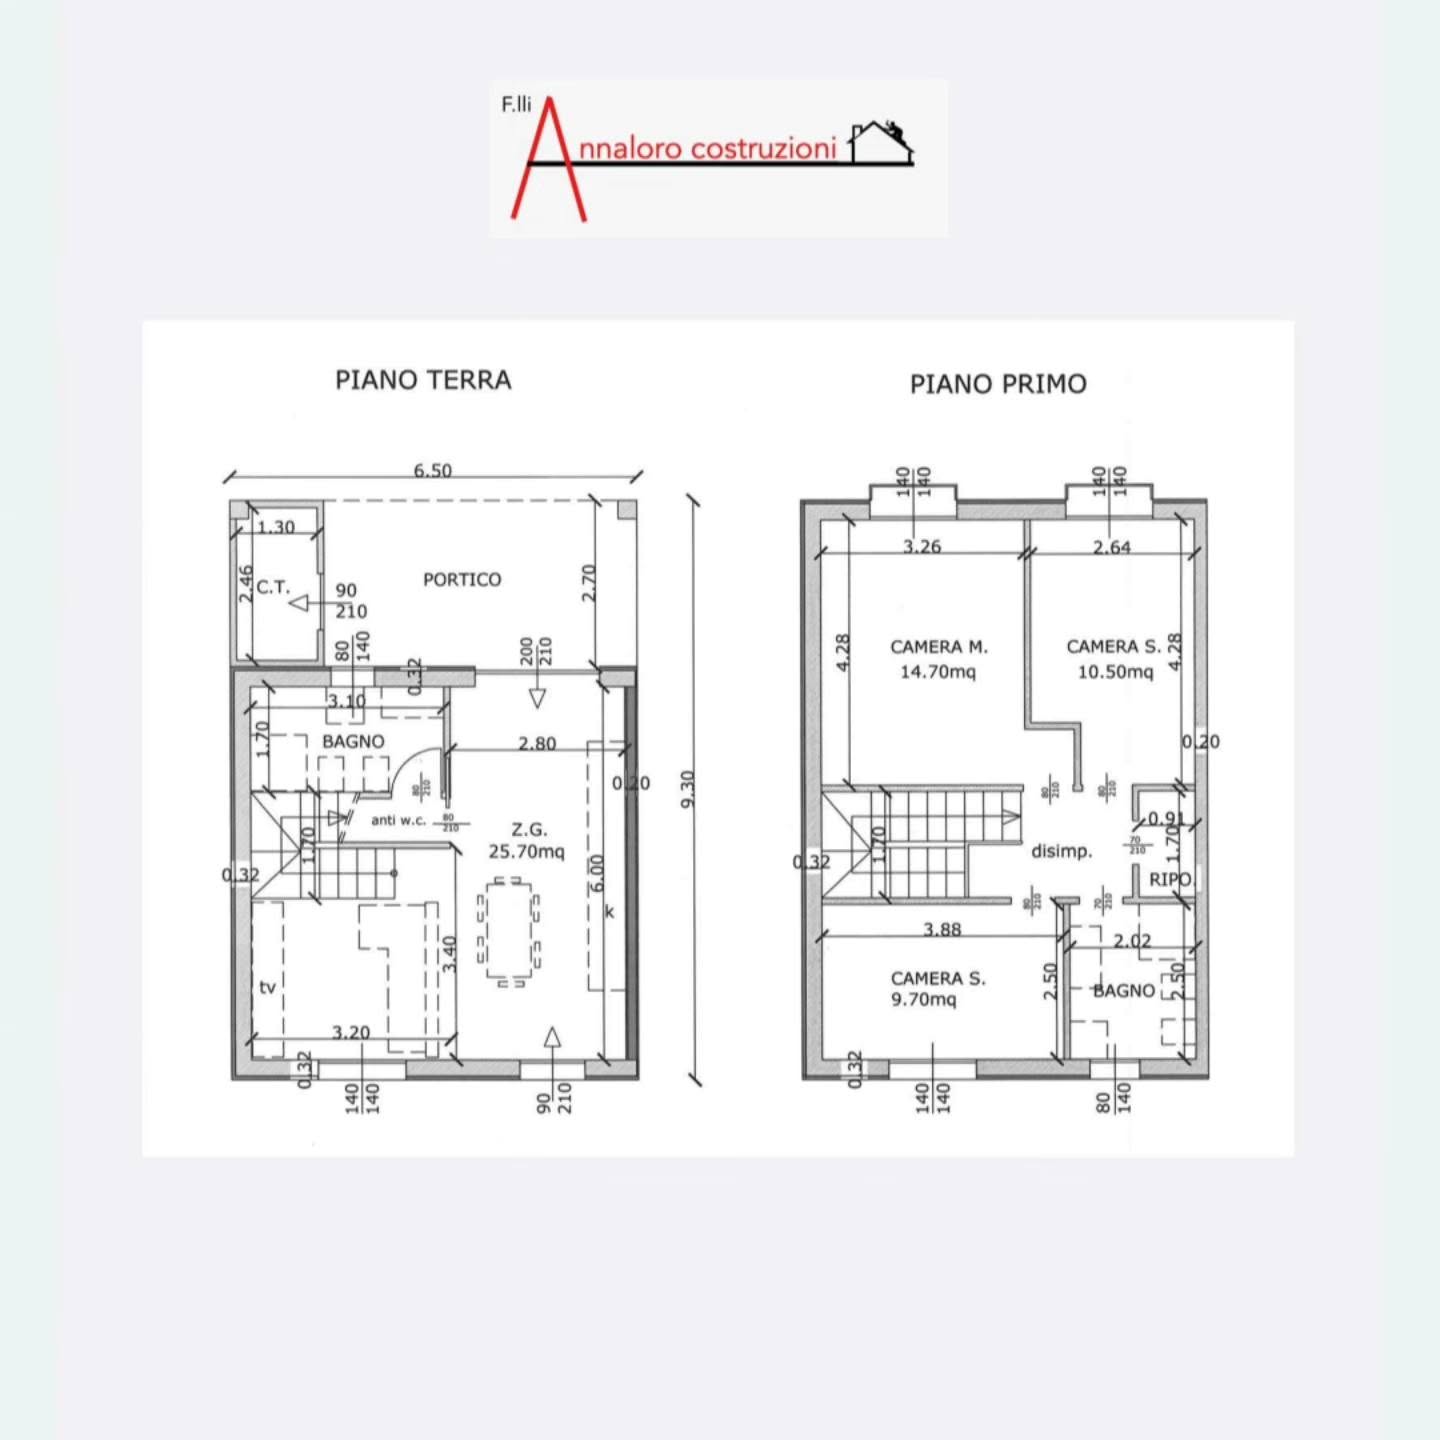 F.lli
Annaloro costruzioni
PIANO TERRA
6.50
1.30
2.46
C.T.
90
210
PORTICO
2.70
80
140
0.32
200
210
3.10
1.70
BAGNO
2.80
0.20
9.30
80
210
anti w.c.
80
210
Z.G.
25.70mq
1.70
0.32
6.00
k
3.40
tv
3.20
0.32
140
140
90
210
PIANO PRIMO
140
140
140
140
3.26
2.64
4.28
CAMERA M.
14.70mq
CAMERA S.
10.50mq
4.28
0.20
80
210
80
210
0.91
1.70
disimp.
70
210
1.70
0.32
RIPO.
80
210
70
210
3.88
2.02
CAMERA S.
9.70mq
2.50
BAGNO
2.50
0.32
140
140
80
140